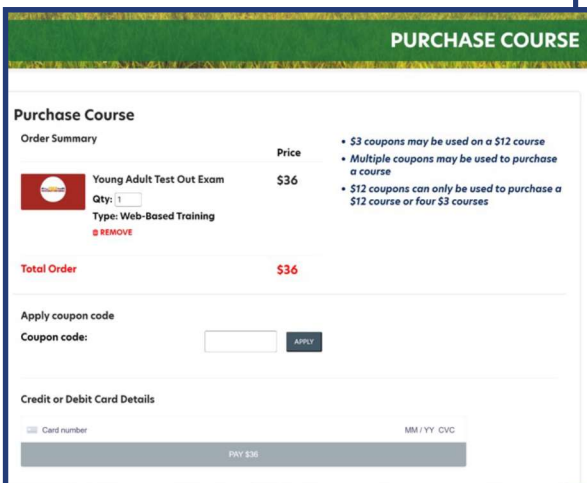 PURCHASE COURSE
Purchase Course
Order Summary
Price
Young Adult Test Out Exam
$36
Qty: 1
Type: Web-Based Training
REMOVE
Total Order
$36
• $3 coupons may be used on a $12 course
• Multiple coupons may be used to purchase
a course
• $12 coupons can only be used to purchase a
$12 course or four $3 courses
Apply coupon code
Coupon code:
APPLY
Credit or Debit Card Details
Card number
MM / YY CVC
PAY $36